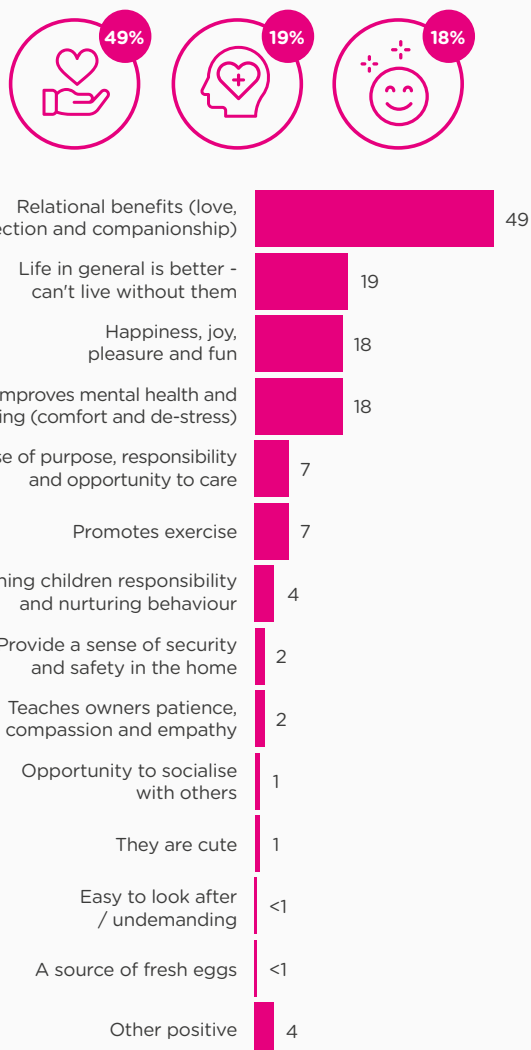 49%
19%
18%
Relational benefits (love,
ection and companionship)
49
Life in general is better -
can't live without them
19
Happiness, joy,
pleasure and fun
18
mproves mental health and
ing (comfort and de-stress)
18
se of purpose, responsibility
and opportunity to care
7
Promotes exercise
7
hing children responsibility
and nurturing behaviour
4
Provide a sense of security
and safety in the home
2
Teaches owners patience,
compassion and empathy
2
Opportunity to socialise
with others
1
They are cute
1
Easy to look after
/ undemanding
<1
A source of fresh eggs
<1
Other positive
4